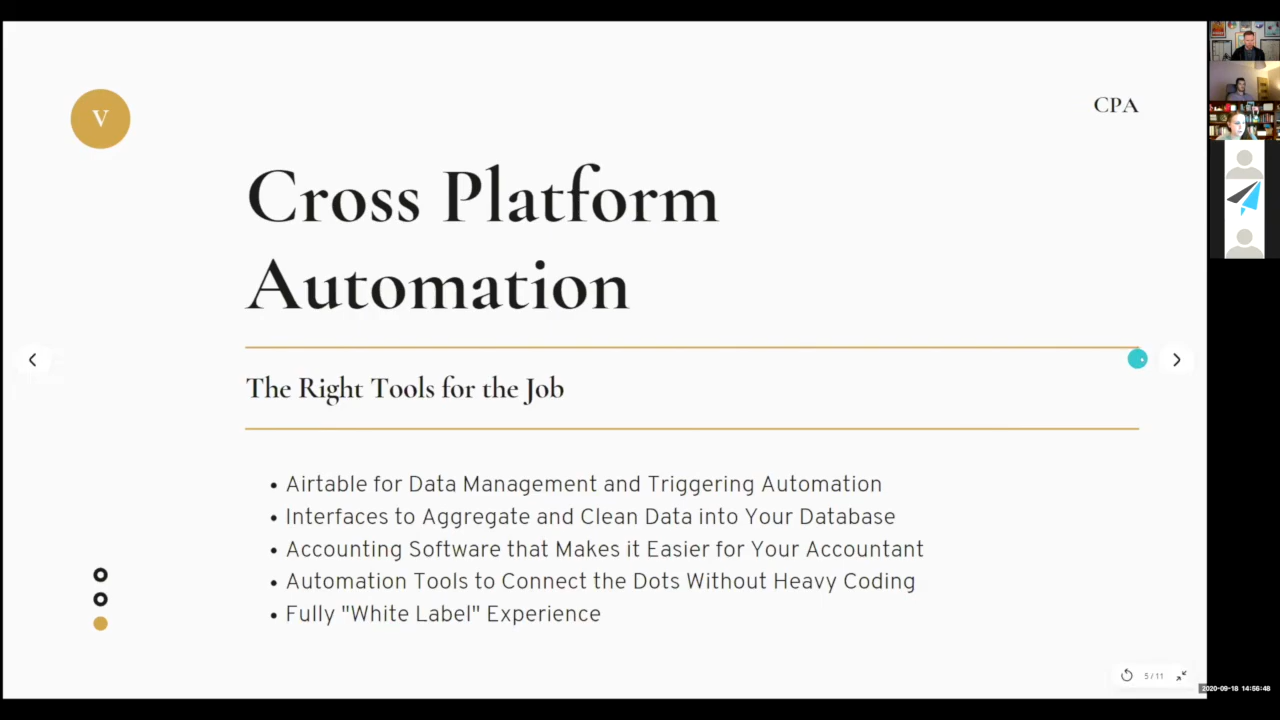 V
CPA
Cross Platform
Automation
The Right Tools for the Job
• Airtable for Data Management and Triggering Automation
• Interfaces to Aggregate and Clean Data into Your Database
• Accounting Software that Makes it Easier for Your Accountant
• Automation Tools to Connect the Dots Without Heavy Coding
• Fully "White Label" Experience
5 / 11
2020-09-18 14:56:48